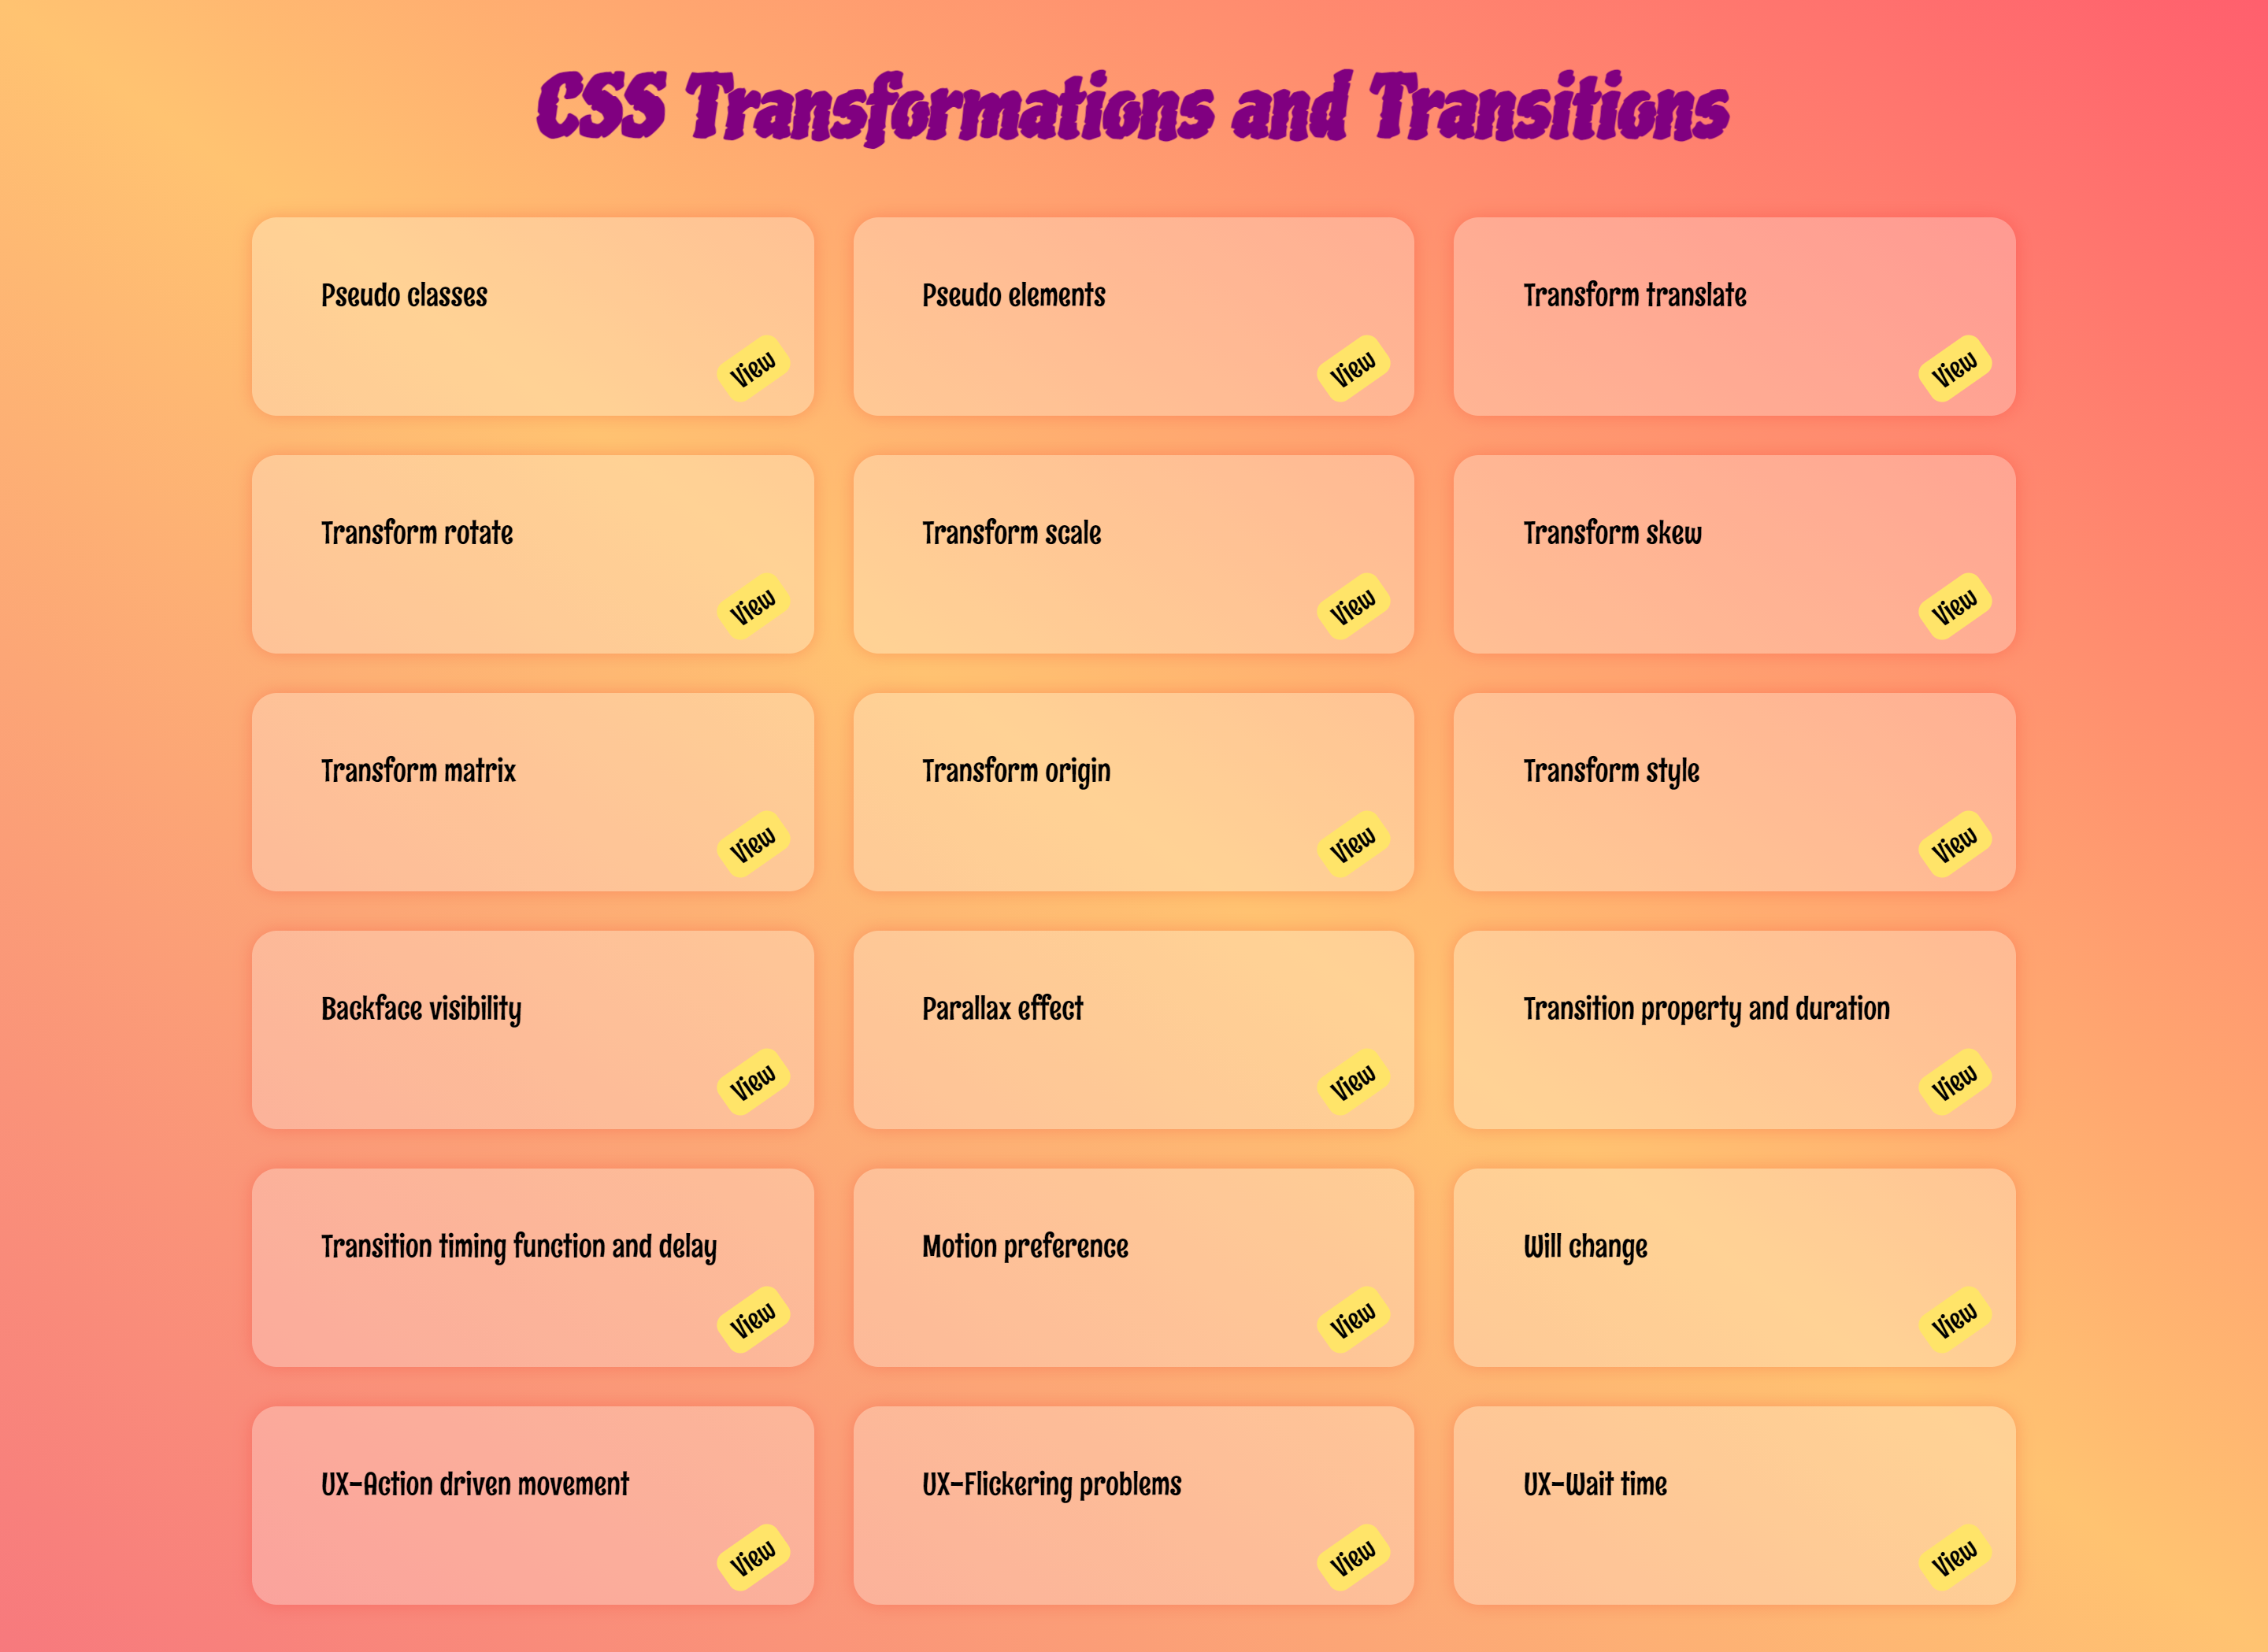 CSS Transformations and Transitions
Pseudo classes
View
Pseudo elements
View
Transform translate
View
Transform rotate
View
Transform scale
View
Transform skew
View
Transform matrix
View
Transform origin
View
Transform style
View
Backface visibility
View
Parallax effect
View
Transition property and duration
View
Transition timing function and delay
View
Motion preference
View
Will change
View
UX-Action driven movement
View
UX-Flickering problems
View
UX-Wait time
View